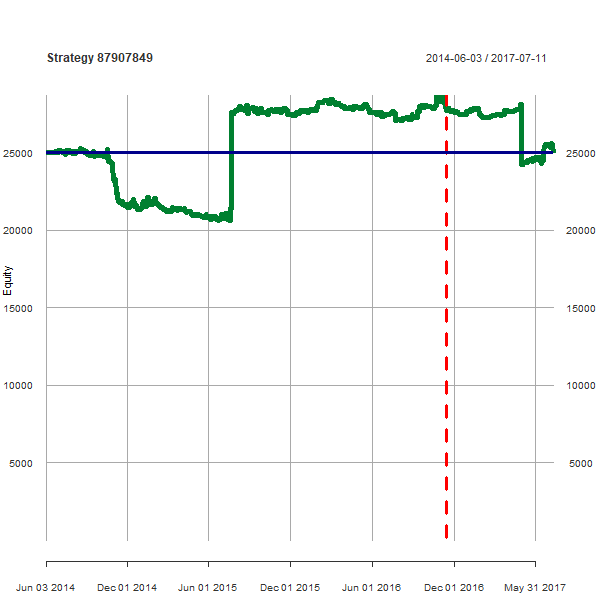 Strategy 87907849
2014-06-03 / 2017-07-11
Equity
25000
25000
20000
20000
15000
15000
10000
10000
5000
5000
Jun 03 2014
Dec 01 2014
Jun 01 2015
Dec 01 2015
Jun 01 2016
Dec 01 2016
May 31 2017